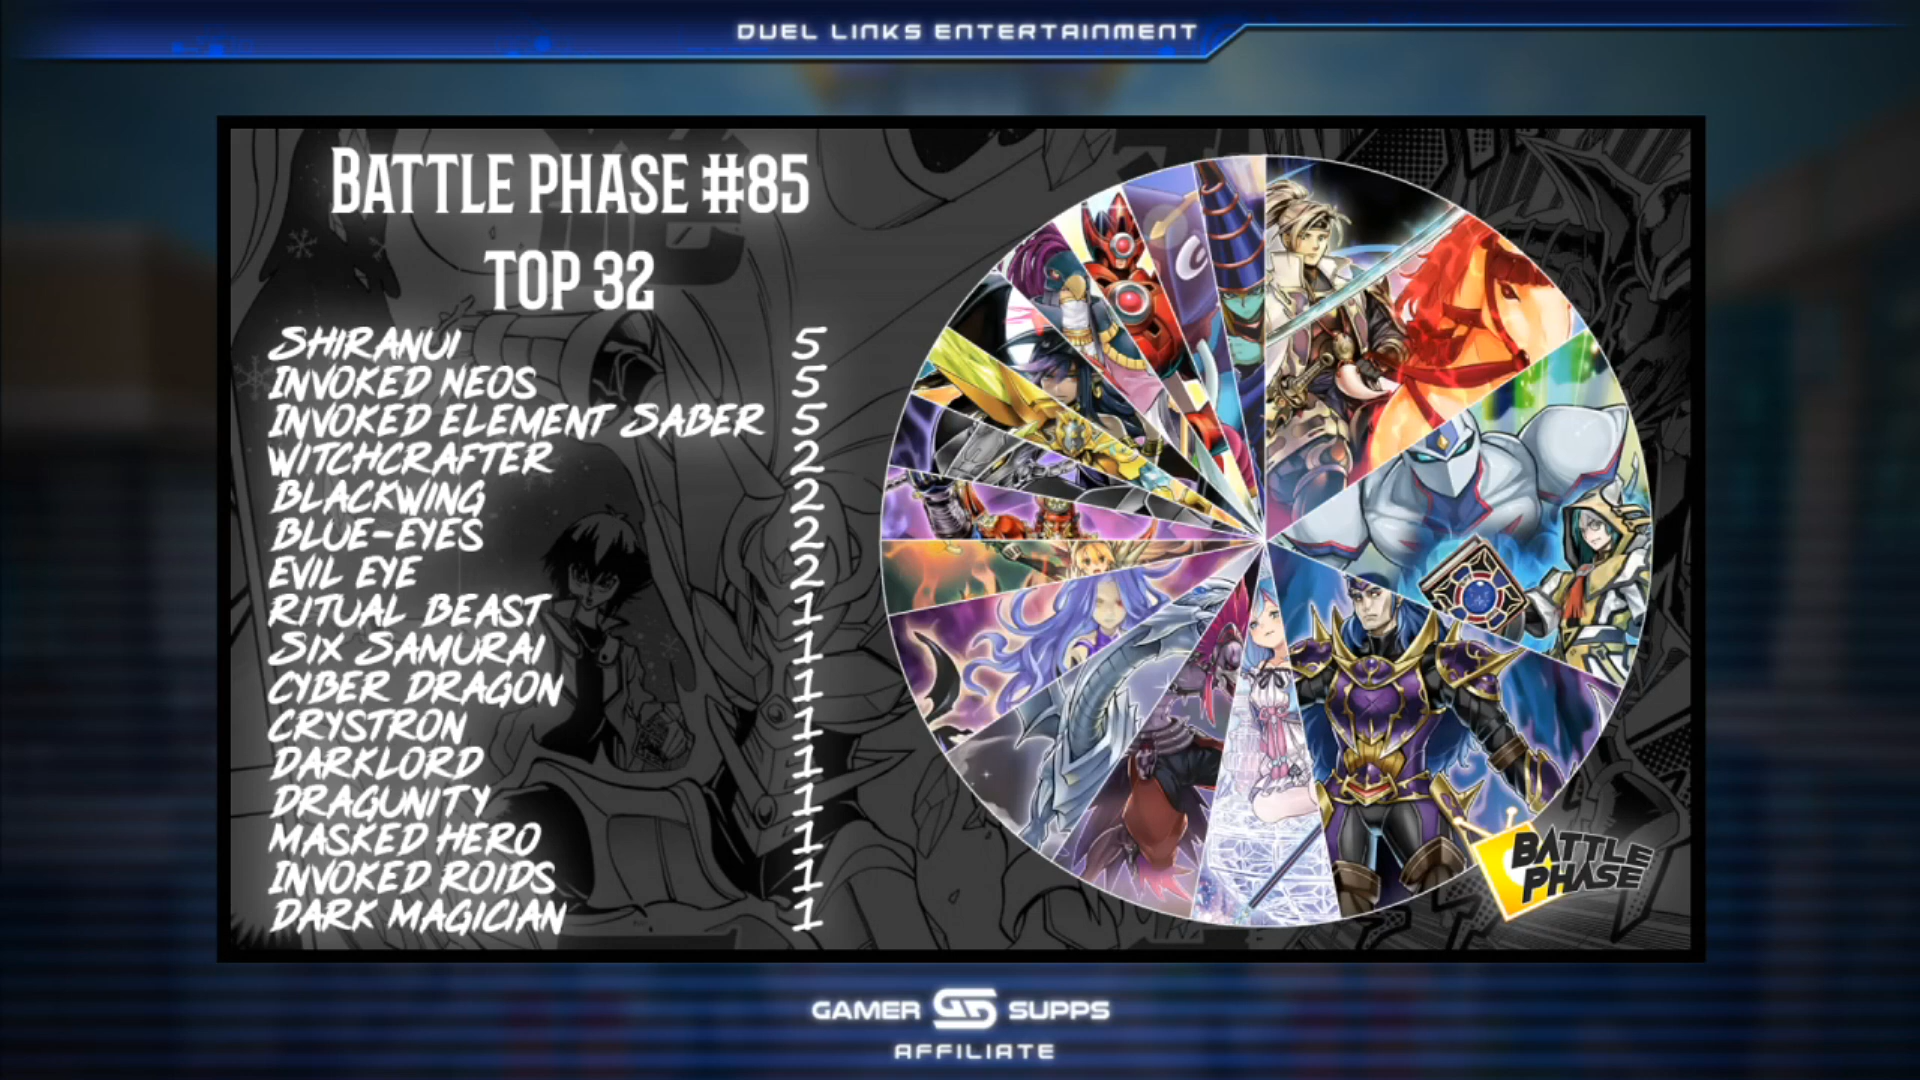 DUEL LINKS ENTERTAINMENT
BATTLE PHASE #85
TOP 32
SHIRANUI 5
INVOKED NEOS 5
INVOKED ELEMENT SABER 5
WITCHCRAFTER 2
BLACKWING 2
BLUE-EYES 2
EVIL EYE 2
RITUAL BEAST 1
SIX SAMURAI 1
CYBER DRAGON 1
CRYSTRON 1
DARKLORD 1
DRAGUNITY 1
MASKED HERO 1
INVOKED ROIDS 1
DARK MAGICIAN 1
BATTLE
PHASE
GAMER GG SUPPS
AFFILIATE